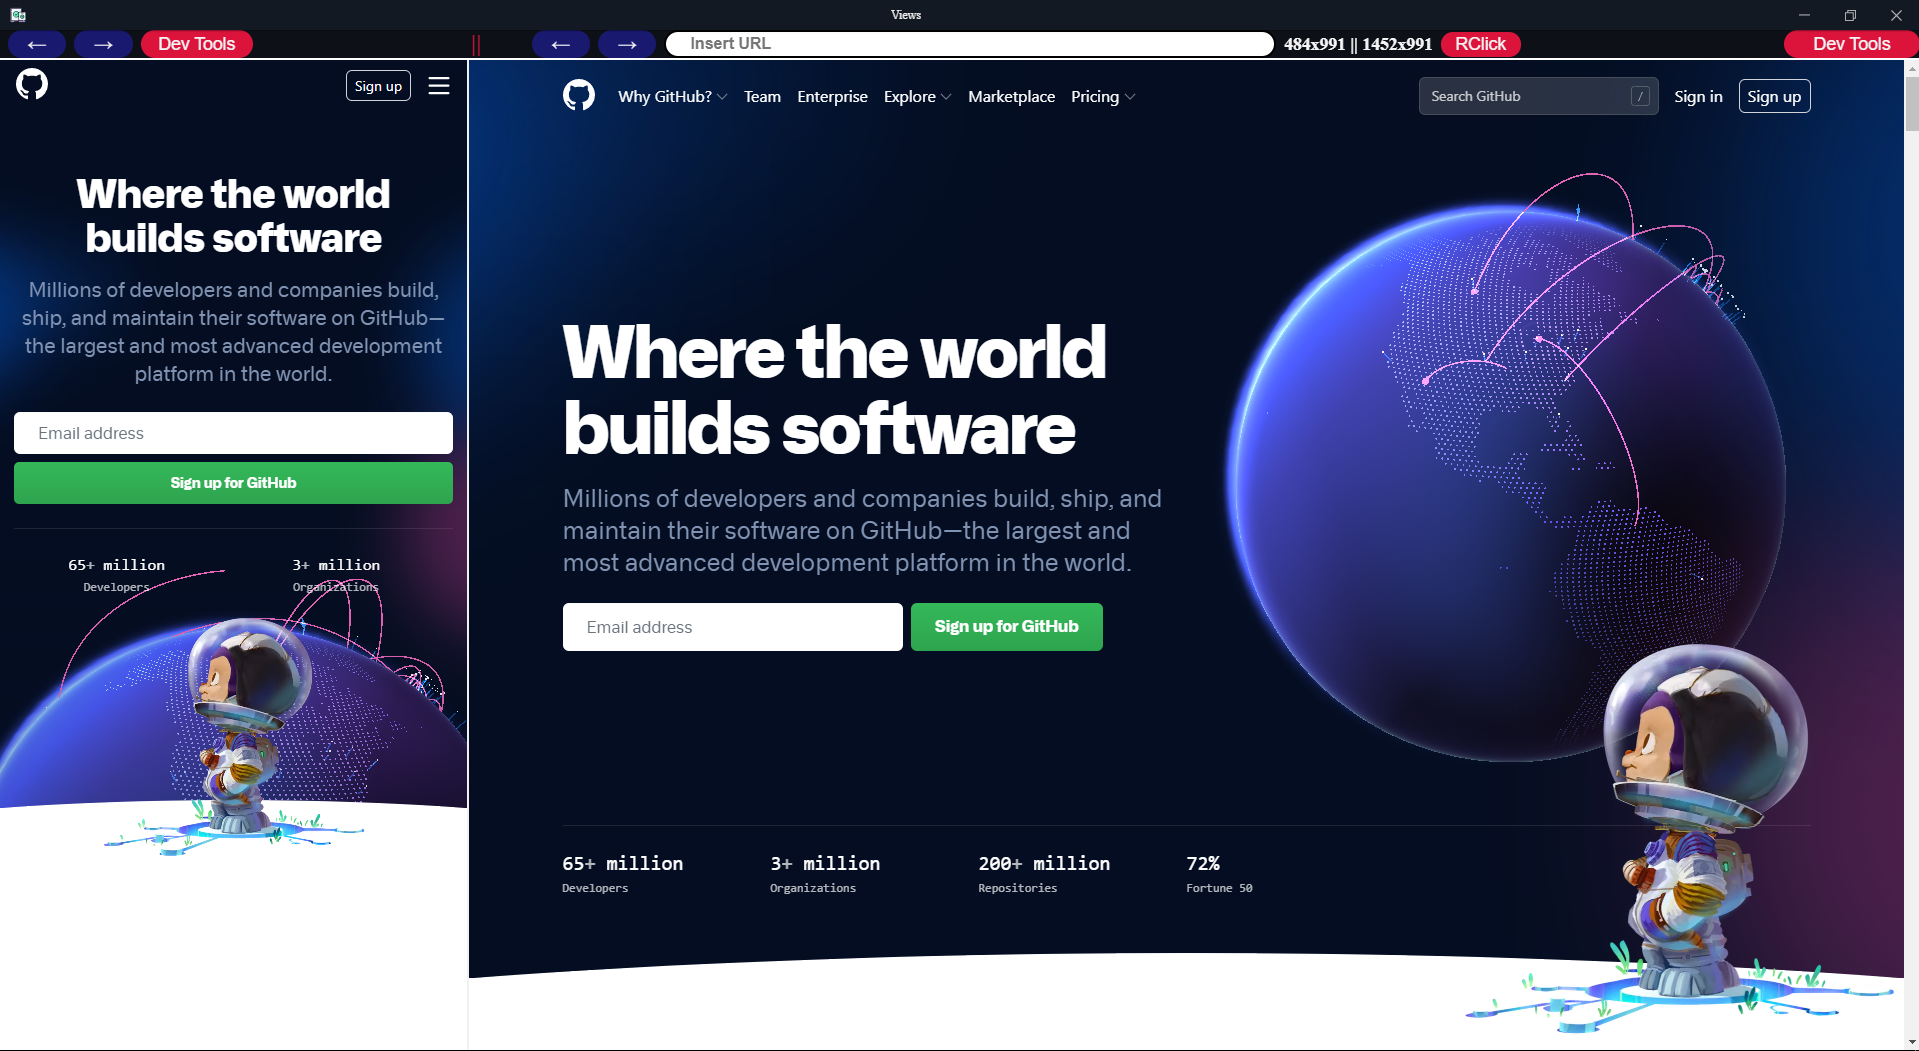 Views
← → Dev Tools || ← → Insert URL 484x991 || 1452x991 RClick Dev Tools
Sign up
Where the world
builds software
Millions of developers and companies build,
ship, and maintain their software on GitHub—
the largest and most advanced development
platform in the world.
Email address
Sign up for GitHub
65+ million
Developers
3+ million
Organizations
Why GitHub? Team Enterprise Explore Marketplace Pricing
Search GitHub /
Sign in
Sign up
Where the world
builds software
Millions of developers and companies build, ship, and
maintain their software on GitHub—the largest and
most advanced development platform in the world.
Email address
Sign up for GitHub
65+ million
Developers
3+ million
Organizations
200+ million
Repositories
72%
Fortune 50